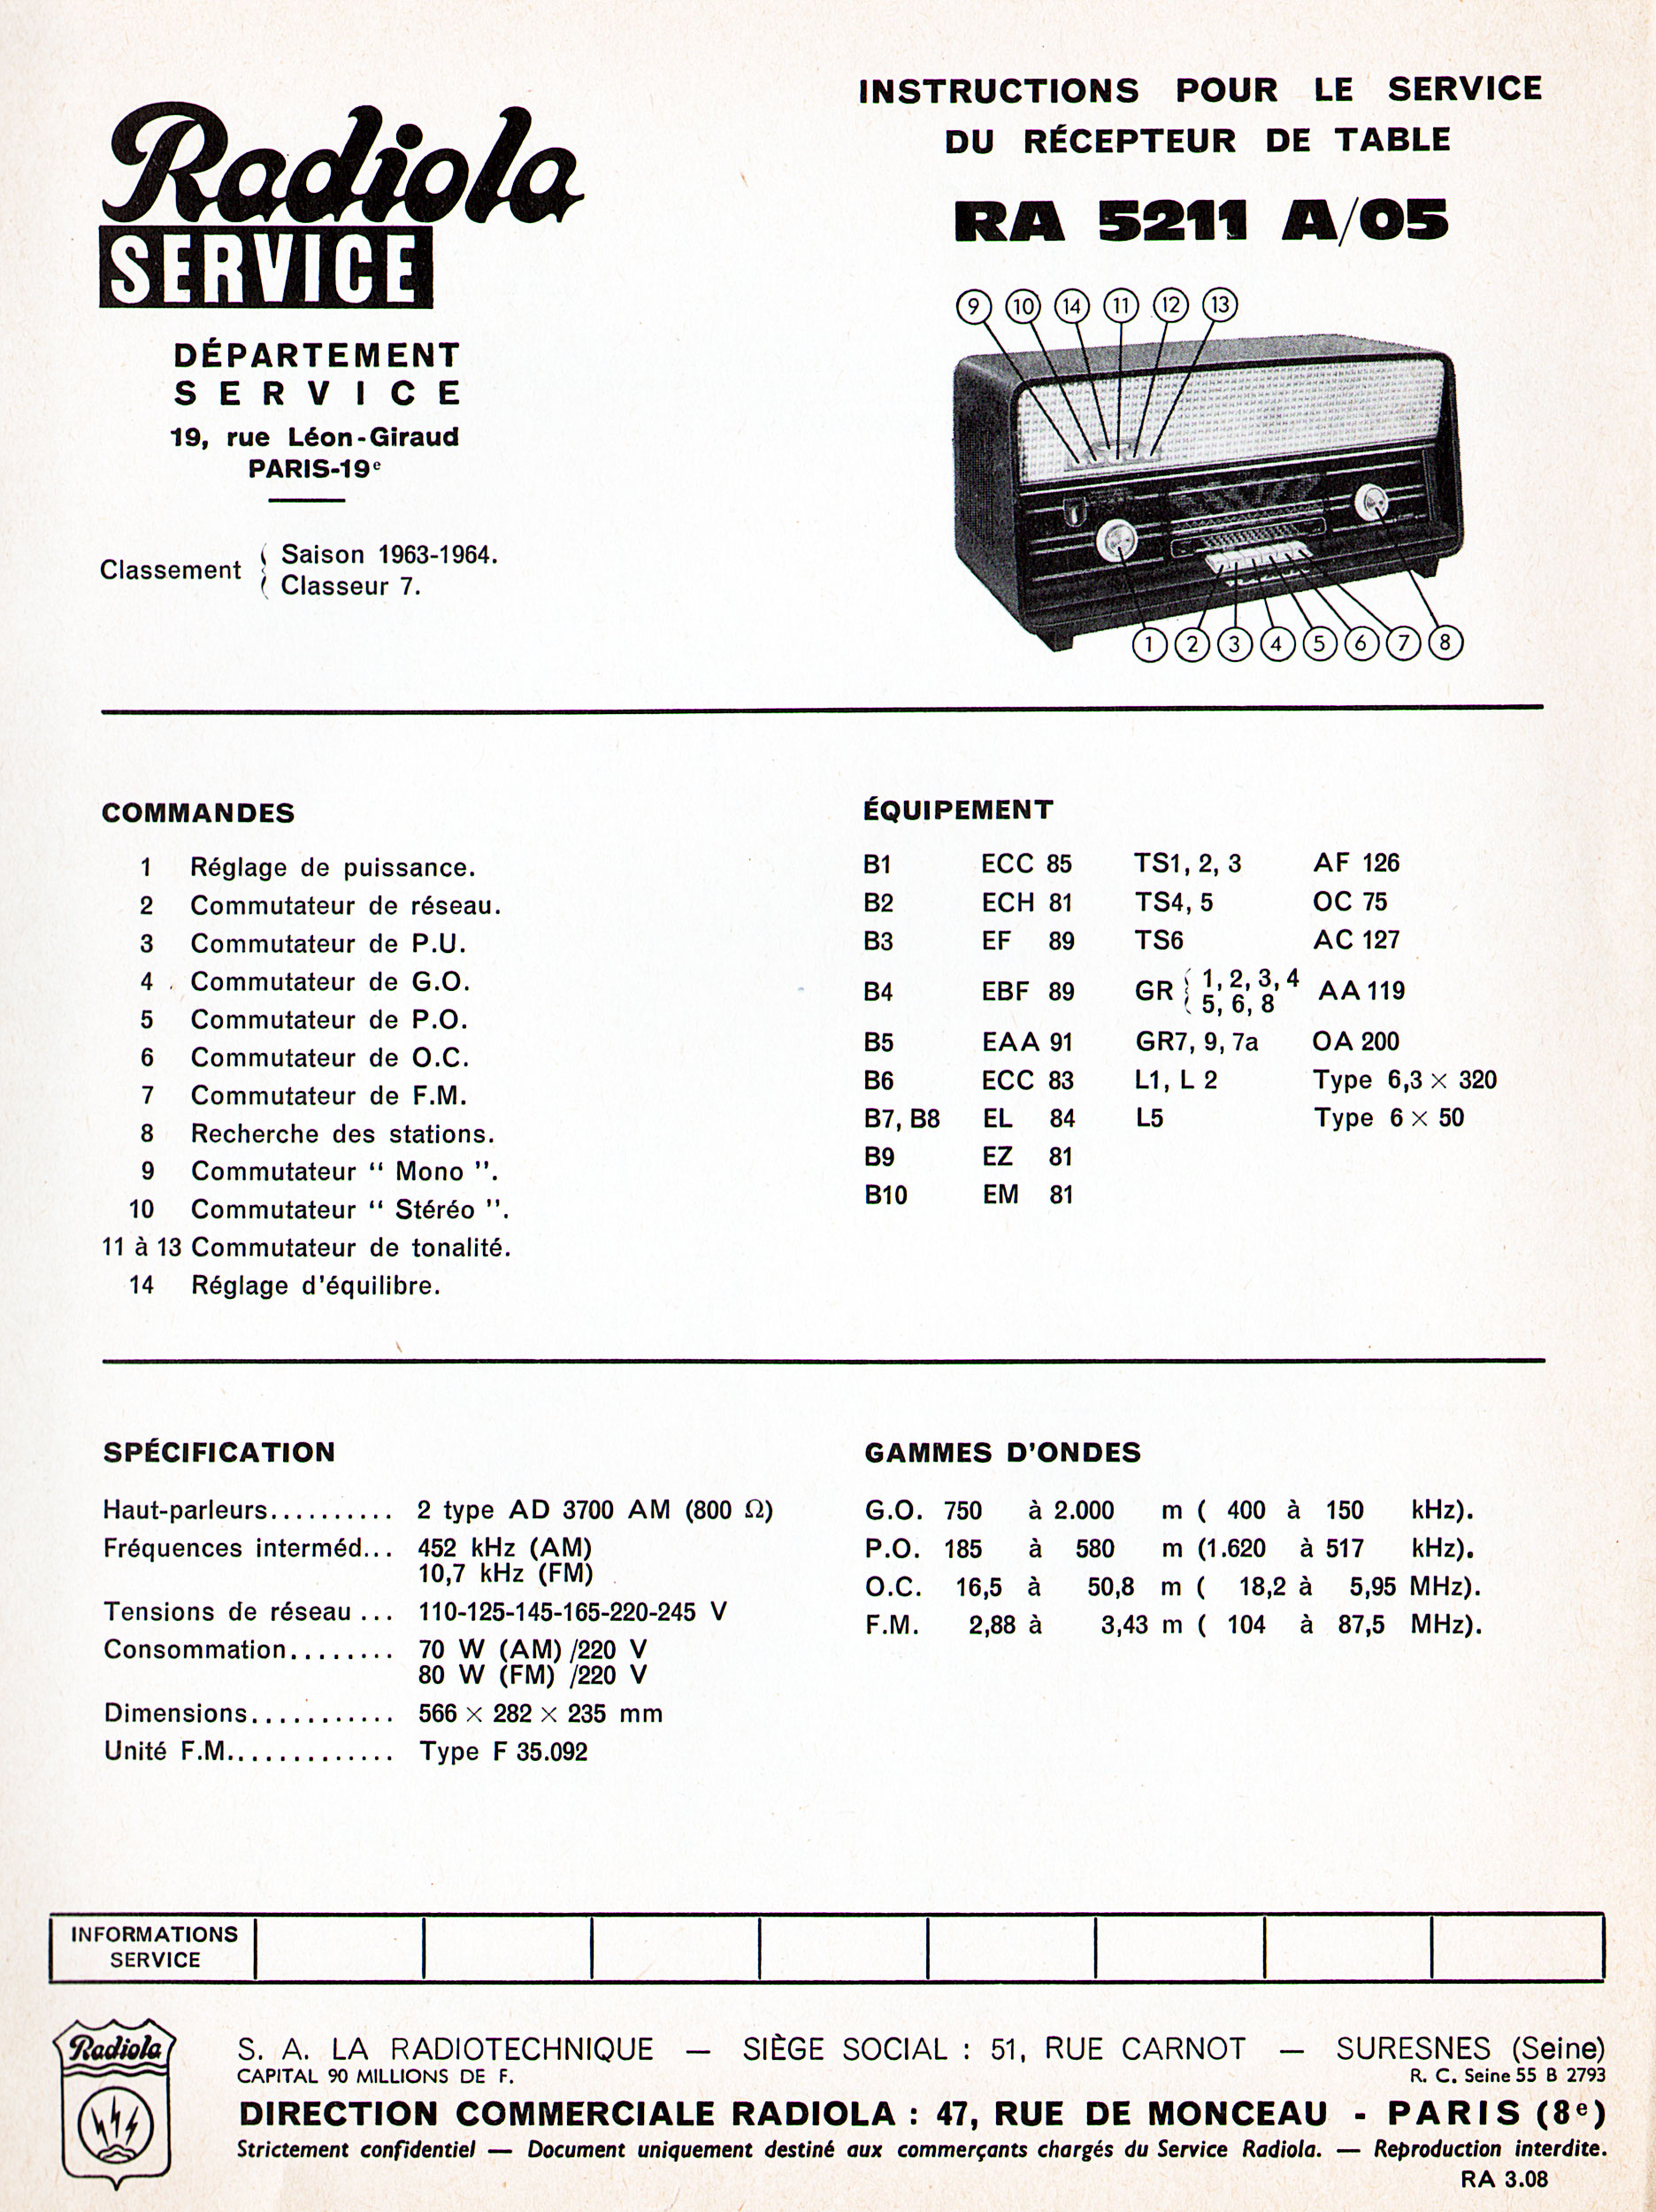 Radiola
SERVICE
DÉPARTEMENT
SERVICE
19, rue Léon-Giraud
PARIS-19e
Classement { Saison 1963-1964.
Classeur 7.
INSTRUCTIONS POUR LE SERVICE
DU RÉCEPTEUR DE TABLE
RA 5211 A/05
9 10 14 11 12 13
1 2 3 4 5 6 7 8
COMMANDES
1 Réglage de puissance.
2 Commutateur de réseau.
3 Commutateur de P.U.
4 Commutateur de G.O.
5 Commutateur de P.O.
6 Commutateur de O.C.
7 Commutateur de F.M.
8 Recherche des stations.
9 Commutateur “ Mono ”.
10 Commutateur “ Stéréo ”.
11 à 13 Commutateur de tonalité.
14 Réglage d'équilibre.
ÉQUIPEMENT
B1 ECC 85 TS1, 2, 3 AF 126
B2 ECH 81 TS4, 5 OC 75
B3 EF 89 TS6 AC 127
B4 EBF 89 GR { 1, 2, 3, 4 AA 119
5, 6, 8
B5 EAA 91 GR7, 9, 7a OA 200
B6 ECC 83 L1, L 2 Type 6,3 × 320
B7, B8 EL 84 L5 Type 6 × 50
B9 EZ 81
B10 EM 81
SPÉCIFICATION
Haut-parleurs.......... 2 type AD 3700 AM (800 Ω)
Fréquences interméd... 452 kHz (AM)
10,7 kHz (FM)
Tensions de réseau ... 110-125-145-165-220-245 V
Consommation........ 70 W (AM) /220 V
80 W (FM) /220 V
Dimensions........... 566 × 282 × 235 mm
Unité F.M.............. Type F 35.092
GAMMES D'ONDES
G.O. 750 à 2.000 m ( 400 à 150 kHz).
P.O. 185 à 580 m (1.620 à 517 kHz).
O.C. 16,5 à 50,8 m ( 18,2 à 5,95 MHz).
F.M. 2,88 à 3,43 m ( 104 à 87,5 MHz).
INFORMATIONS
SERVICE
Radiola
S. A. LA RADIOTECHNIQUE — SIÈGE SOCIAL : 51, RUE CARNOT — SURESNES (Seine)
CAPITAL 90 MILLIONS DE F. R. C. Seine 55 B 2793
DIRECTION COMMERCIALE RADIOLA : 47, RUE DE MONCEAU - PARIS (8e)
Strictement confidentiel — Document uniquement destiné aux commerçants chargés du Service Radiola. — Reproduction interdite.
RA 3.08